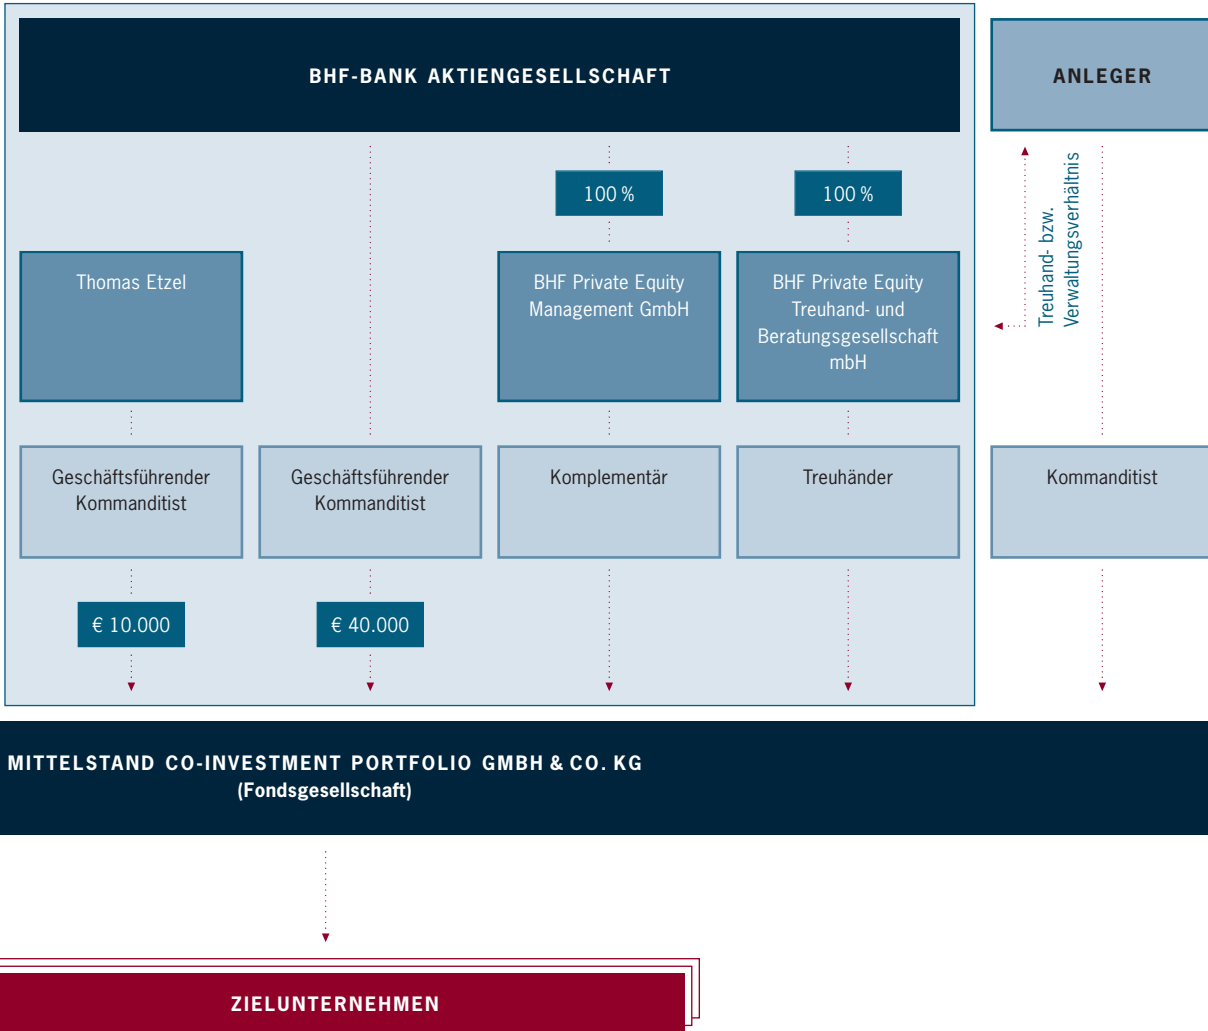 BHF-BANK AKTIENGESELLSCHAFT
ANLEGER
100 %
100 %
Treuhand- bzw.
Verwaltungsverhältnis
Thomas Etzel
BHF Private Equity
Management GmbH
BHF Private Equity
Treuhand- und
Beratungsgesellschaft
mbH
Geschäftsführender
Kommanditist
Geschäftsführender
Kommanditist
Komplementär
Treuhänder
Kommanditist
€ 10.000
€ 40.000
MITTELSTAND CO-INVESTMENT PORTFOLIO GMBH & CO. KG
(Fondsgesellschaft)
ZIELUNTERNEHMEN